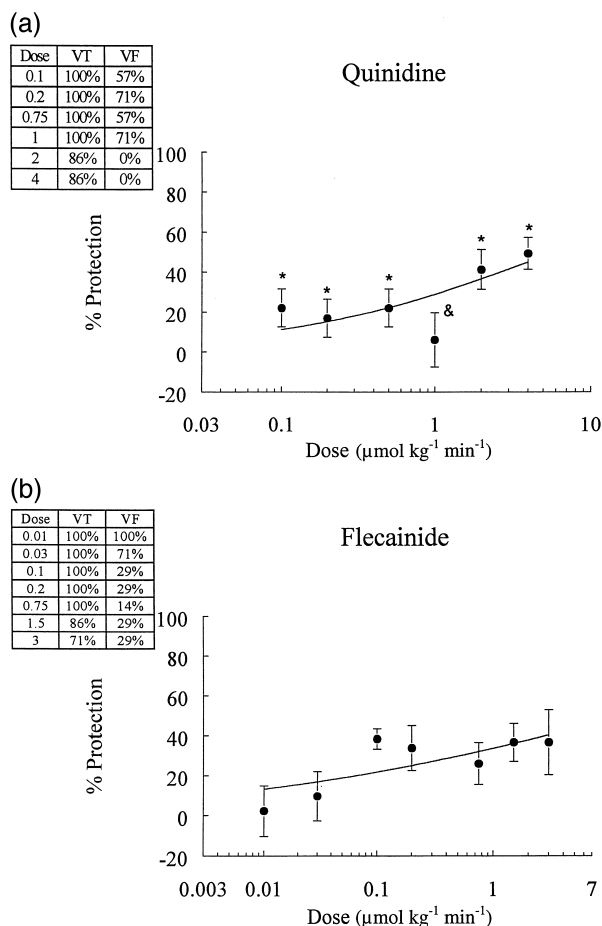 (a)
Dose VT VF
0.1 100% 57%
0.2 100% 71%
0.75 100% 57%
1 100% 71%
2 86% 0%
4 86% 0%
Quinidine
100
80
60
40
20
0
-20
% Protection
* * * & * *
0.03 0.1 1 10
Dose (µmol kg-1 min-1)
(b)
Dose VT VF
0.01 100% 100%
0.03 100% 71%
0.1 100% 29%
0.2 100% 29%
0.75 100% 14%
1.5 86% 29%
3 71% 29%
Flecainide
100
80
60
40
20
0
-20
% Protection
0.003 0.01 0.1 1 7
Dose (µmol kg-1 min-1)